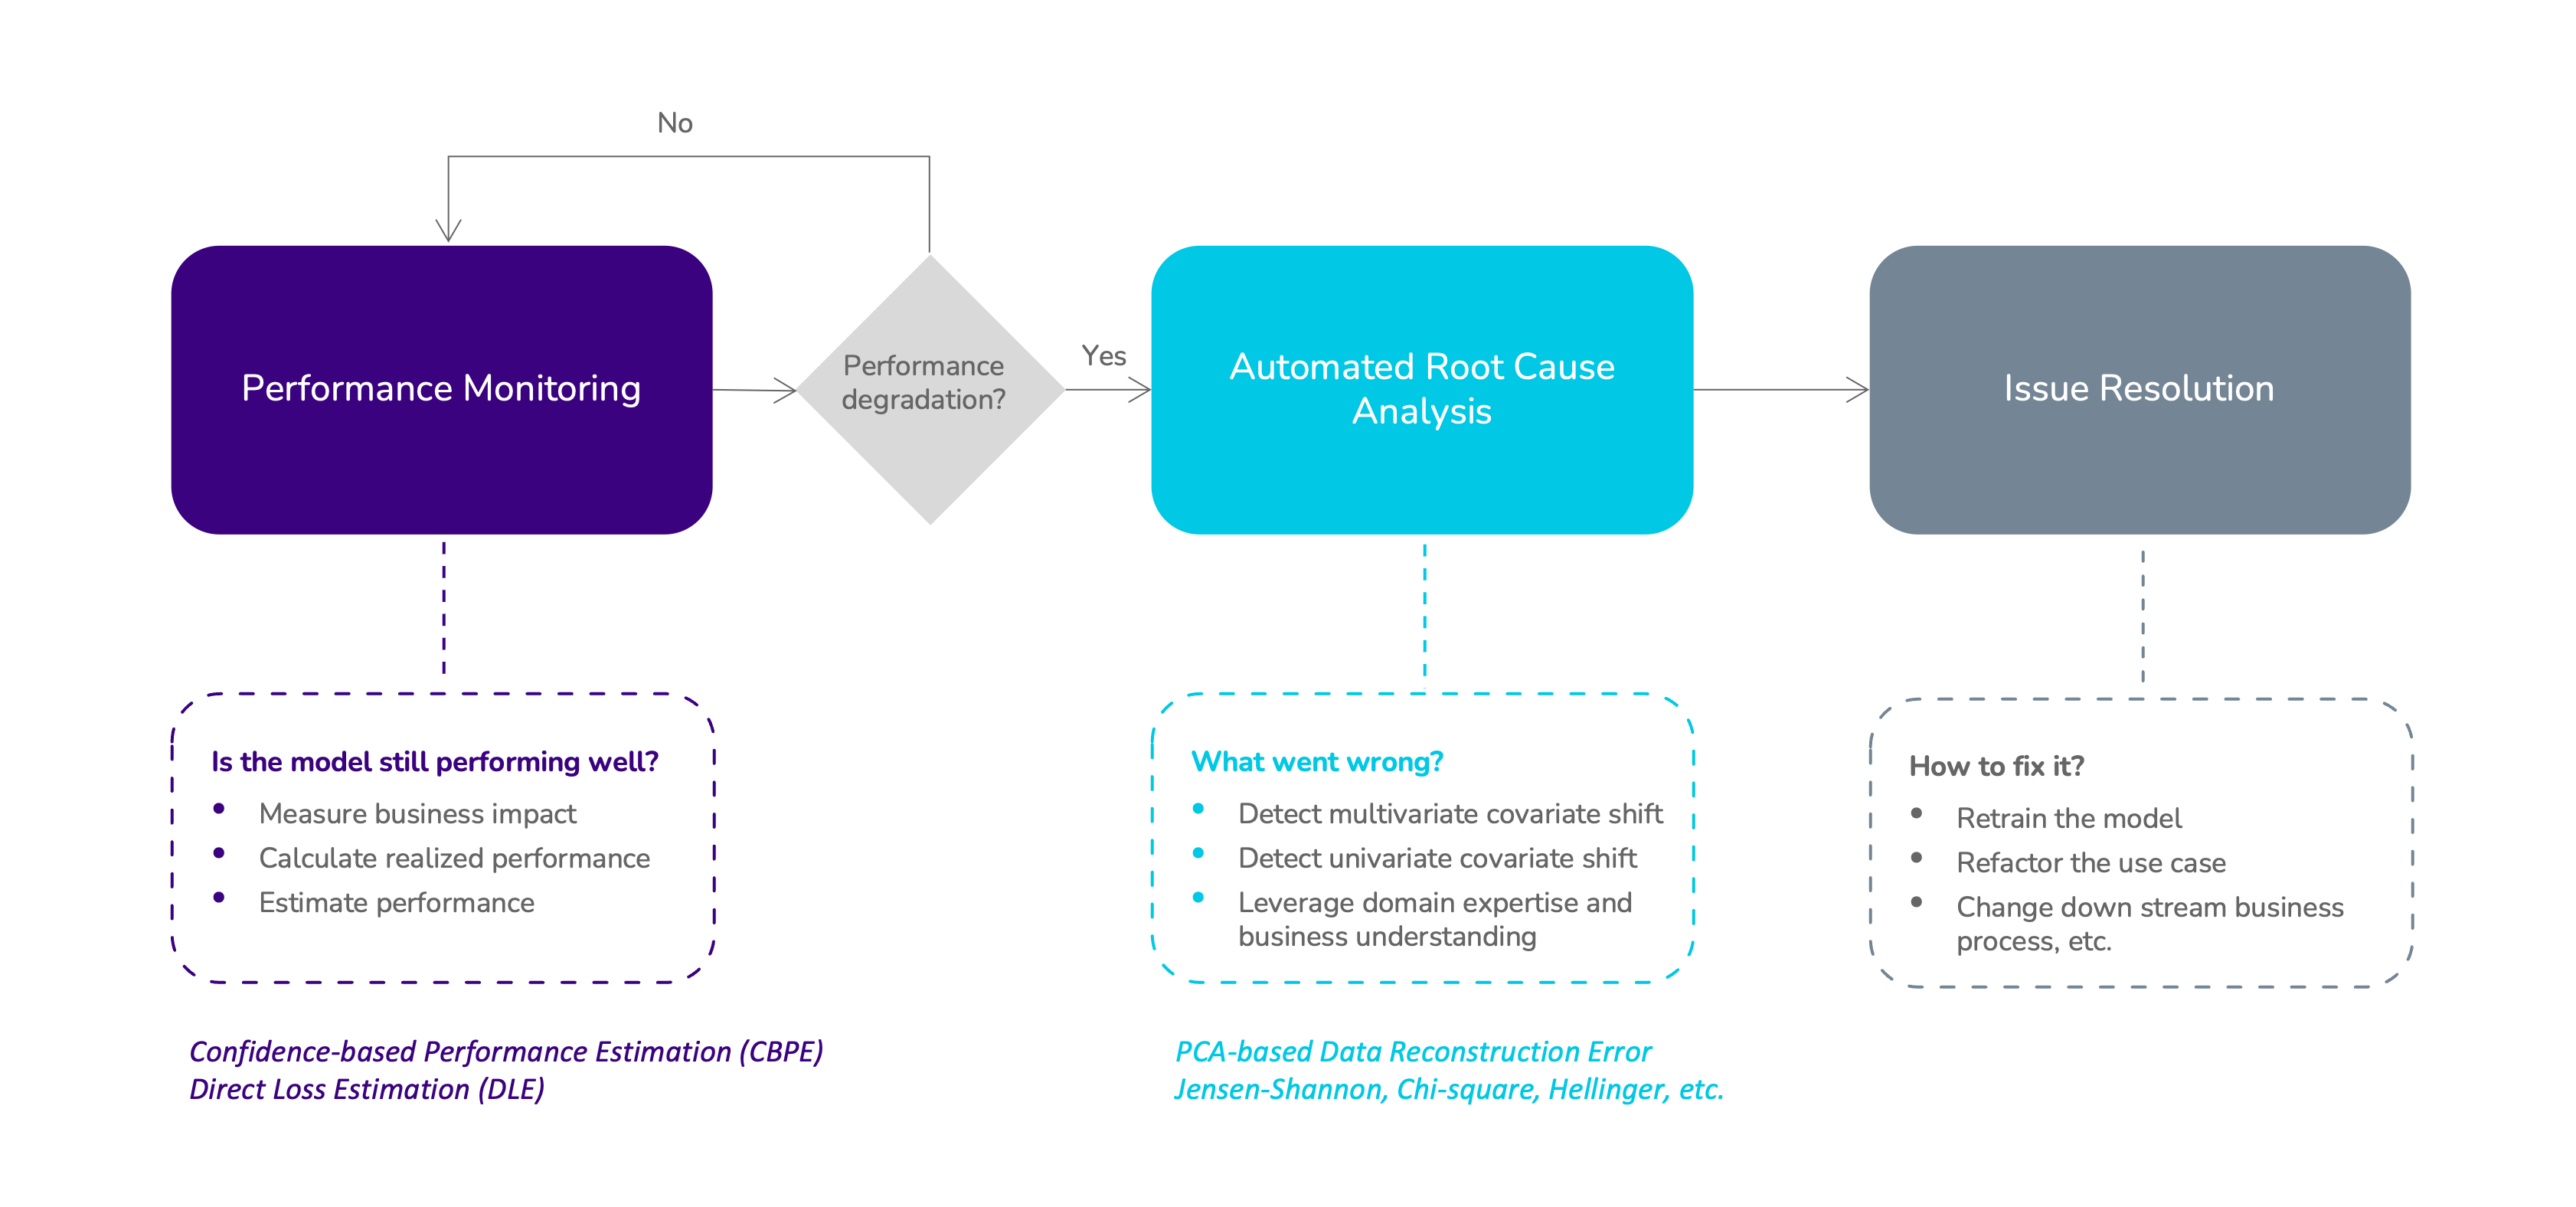 No
Performance Monitoring
Performance
degradation?
Yes
Automated Root Cause
Analysis
Issue Resolution
Is the model still performing well?
• Measure business impact
• Calculate realized performance
• Estimate performance
Confidence-based Performance Estimation (CBPE)
Direct Loss Estimation (DLE)
What went wrong?
• Detect multivariate covariate shift
• Detect univariate covariate shift
• Leverage domain expertise and
business understanding
PCA-based Data Reconstruction Error
Jensen-Shannon, Chi-square, Hellinger, etc.
How to fix it?
• Retrain the model
• Refactor the use case
• Change down stream business
process, etc.